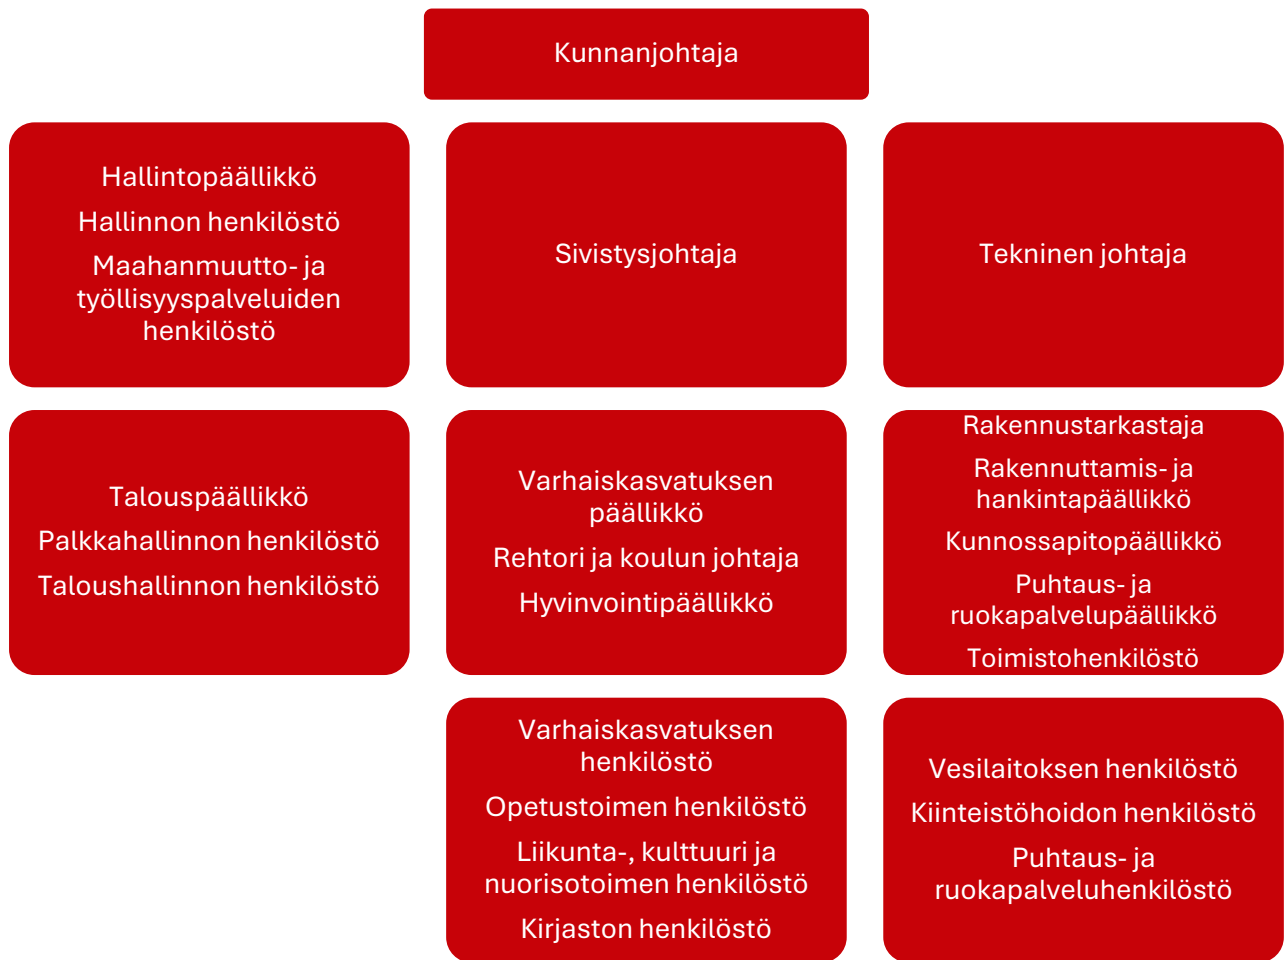 Kunnanjohtaja
Hallintopäällikkö
Hallinnon henkilöstö
Maahanmuutto- ja
työllisyyspalveluiden
henkilöstö
Sivistysjohtaja
Tekninen johtaja
Talouspäällikkö
Palkkahallinnon henkilöstö
Taloushallinnon henkilöstö
Varhaiskasvatuksen
päällikkö
Rehtori ja koulun johtaja
Hyvinvointipäällikkö
Rakennustarkastaja
Rakennuttamis- ja
hankintapäällikkö
Kunnossapitopäällikkö
Puhtaus- ja
ruokapalvelupäällikkö
Toimistohenkilöstö
Varhaiskasvatuksen
henkilöstö
Opetustoimen henkilöstö
Liikunta-, kulttuuri ja
nuorisotoimen henkilöstö
Kirjaston henkilöstö
Vesilaitoksen henkilöstö
Kiinteistöhoidon henkilöstö
Puhtaus- ja
ruokapalveluhenkilöstö